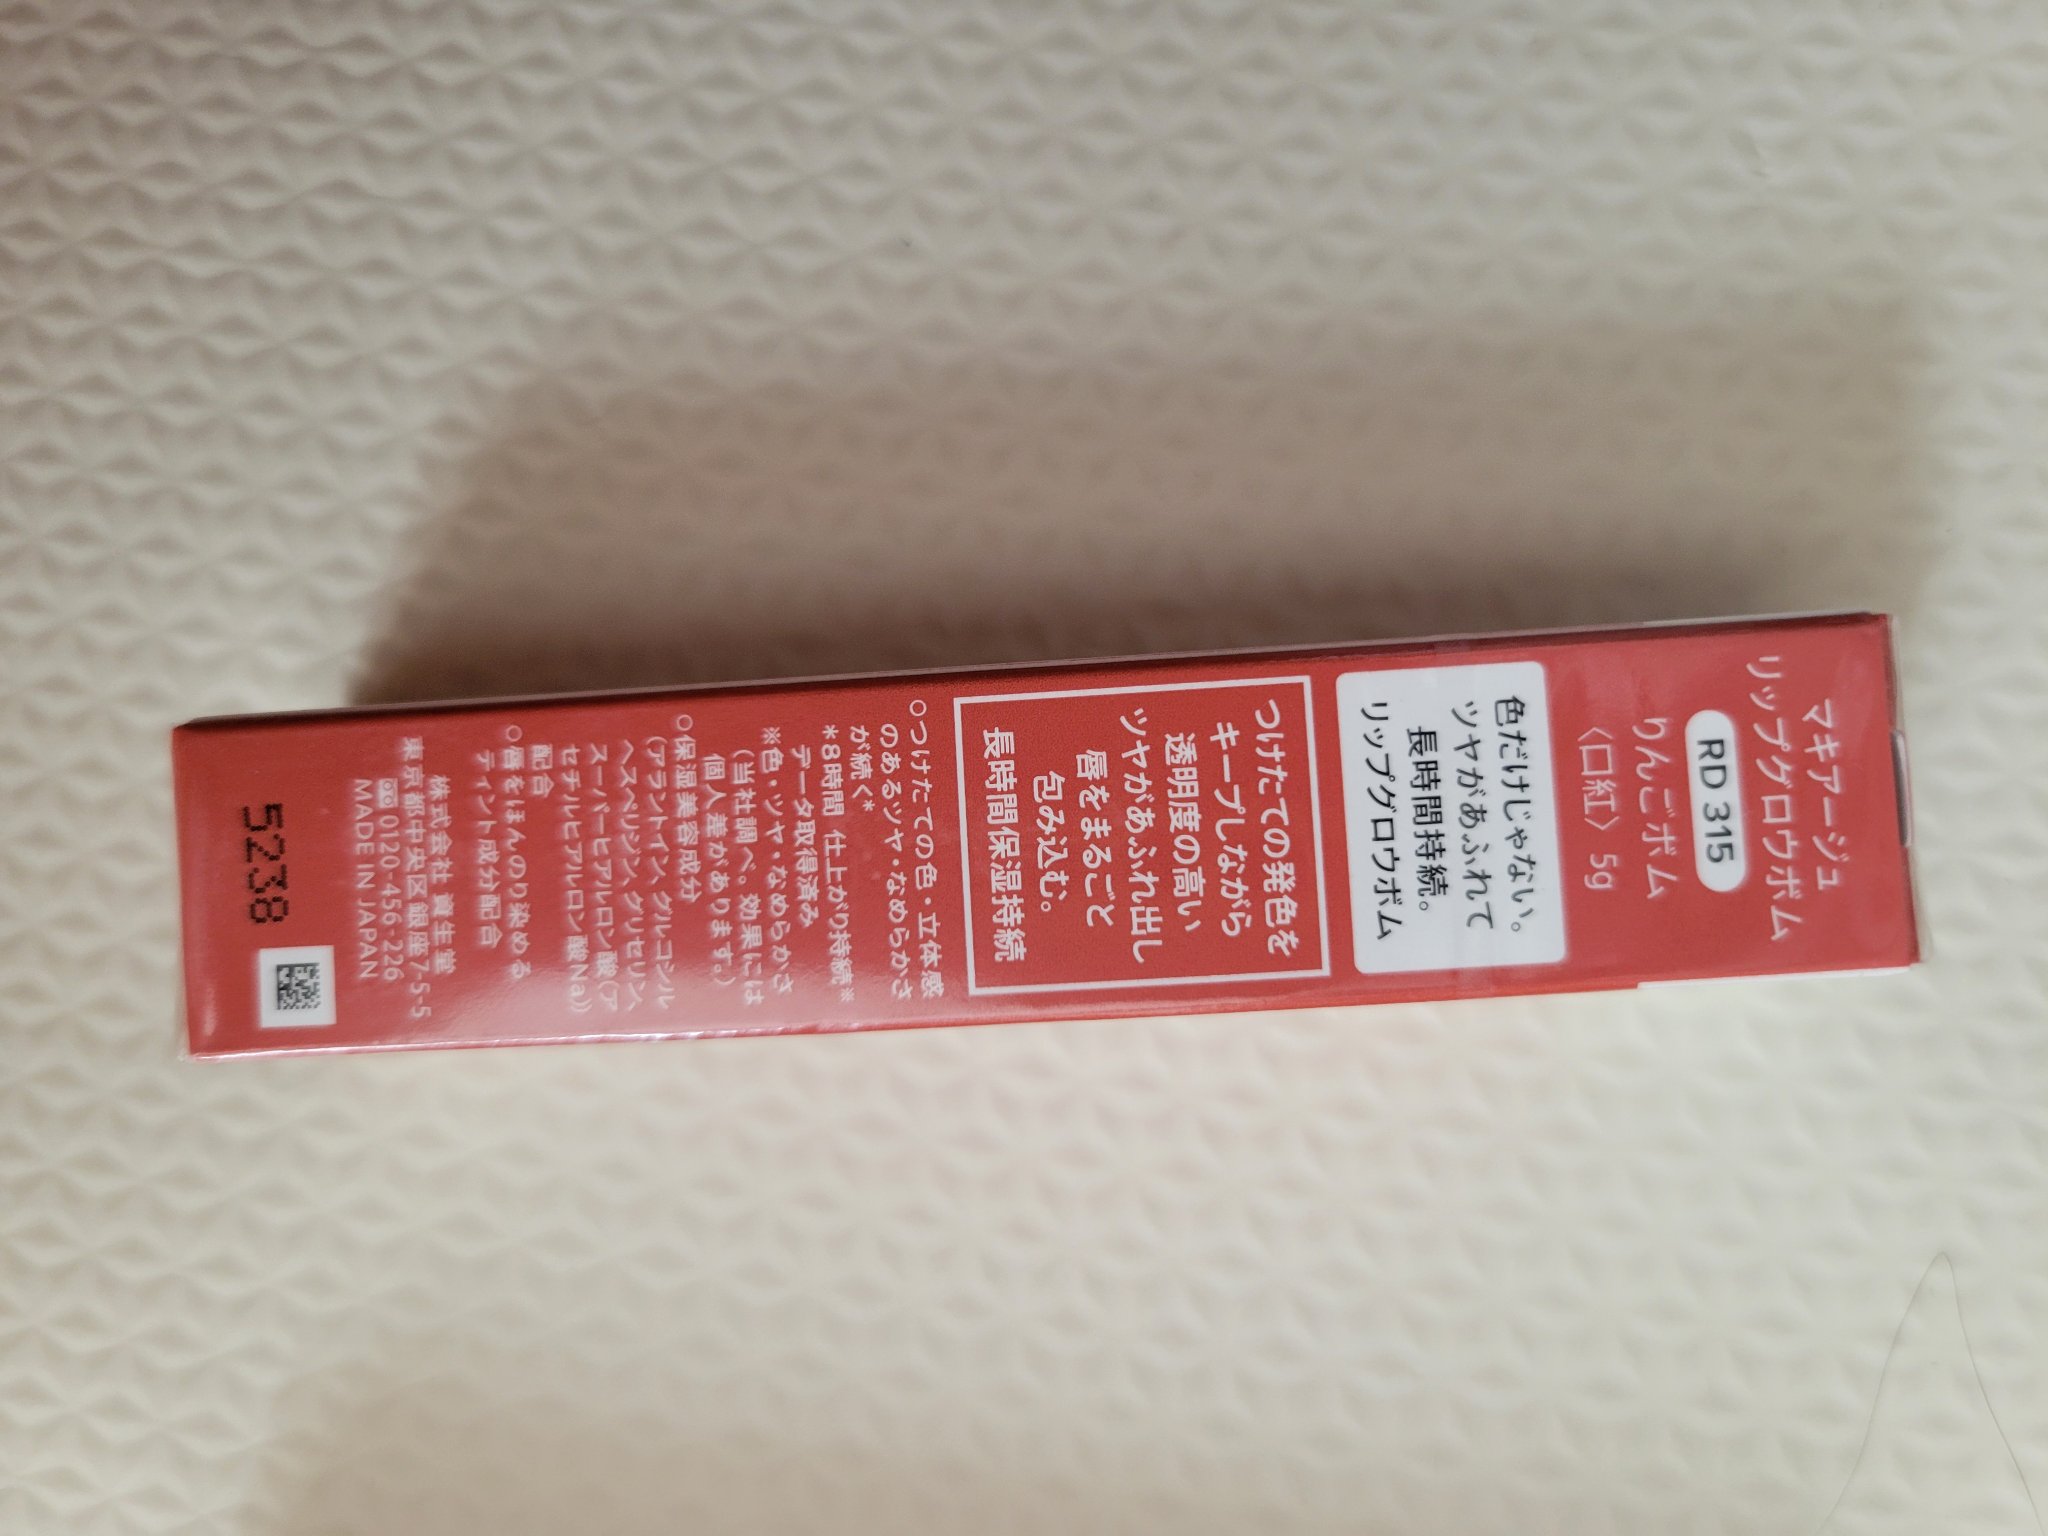 マキアージュ
リップグロウボム
RD 315
りんごボム
〈口紅〉 5g
色だけじゃない。
ツヤがあふれて
長時間持続。
リップグロウボム
つけたての発色を
キープしながら
透明度の高い
ツヤがあふれ出し
唇をまるごと
包み込む。
長時間保湿持続
○つけたての色・立体感
のあるツヤ・なめらかさ
が続く*
*8時間 仕上がり持続※
データ取得済み
※色・ツヤ・なめらかさ
(当社調べ。効果には
個人差があります。)
○保湿美容成分
(アラントイン、グルコシル
ヘスペリジン、グリセリン、
スーパーヒアルロン酸(ア
セチルヒアルロン酸Na))
配合
○唇をほんのり染める
ティント成分配合
株式会社 資生堂
東京都中央区銀座7-5-5
0120-456-226
MADE IN JAPAN
5238